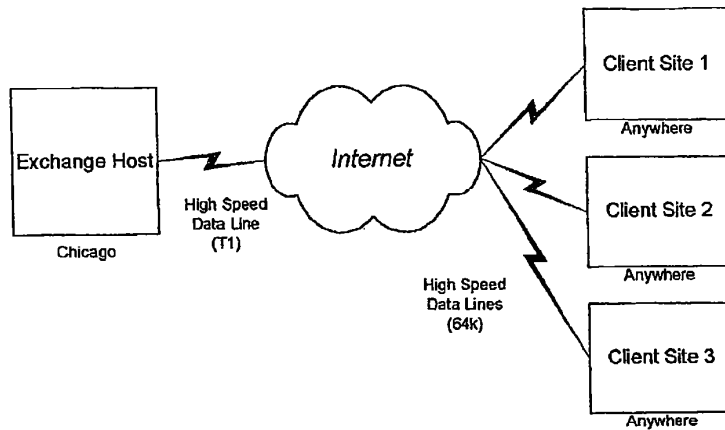 Exchange Host
Chicago
High Speed
Data Line
(T1)
Internet
High Speed
Data Lines
(64k)
Client Site 1
Anywhere
Client Site 2
Anywhere
Client Site 3
Anywhere